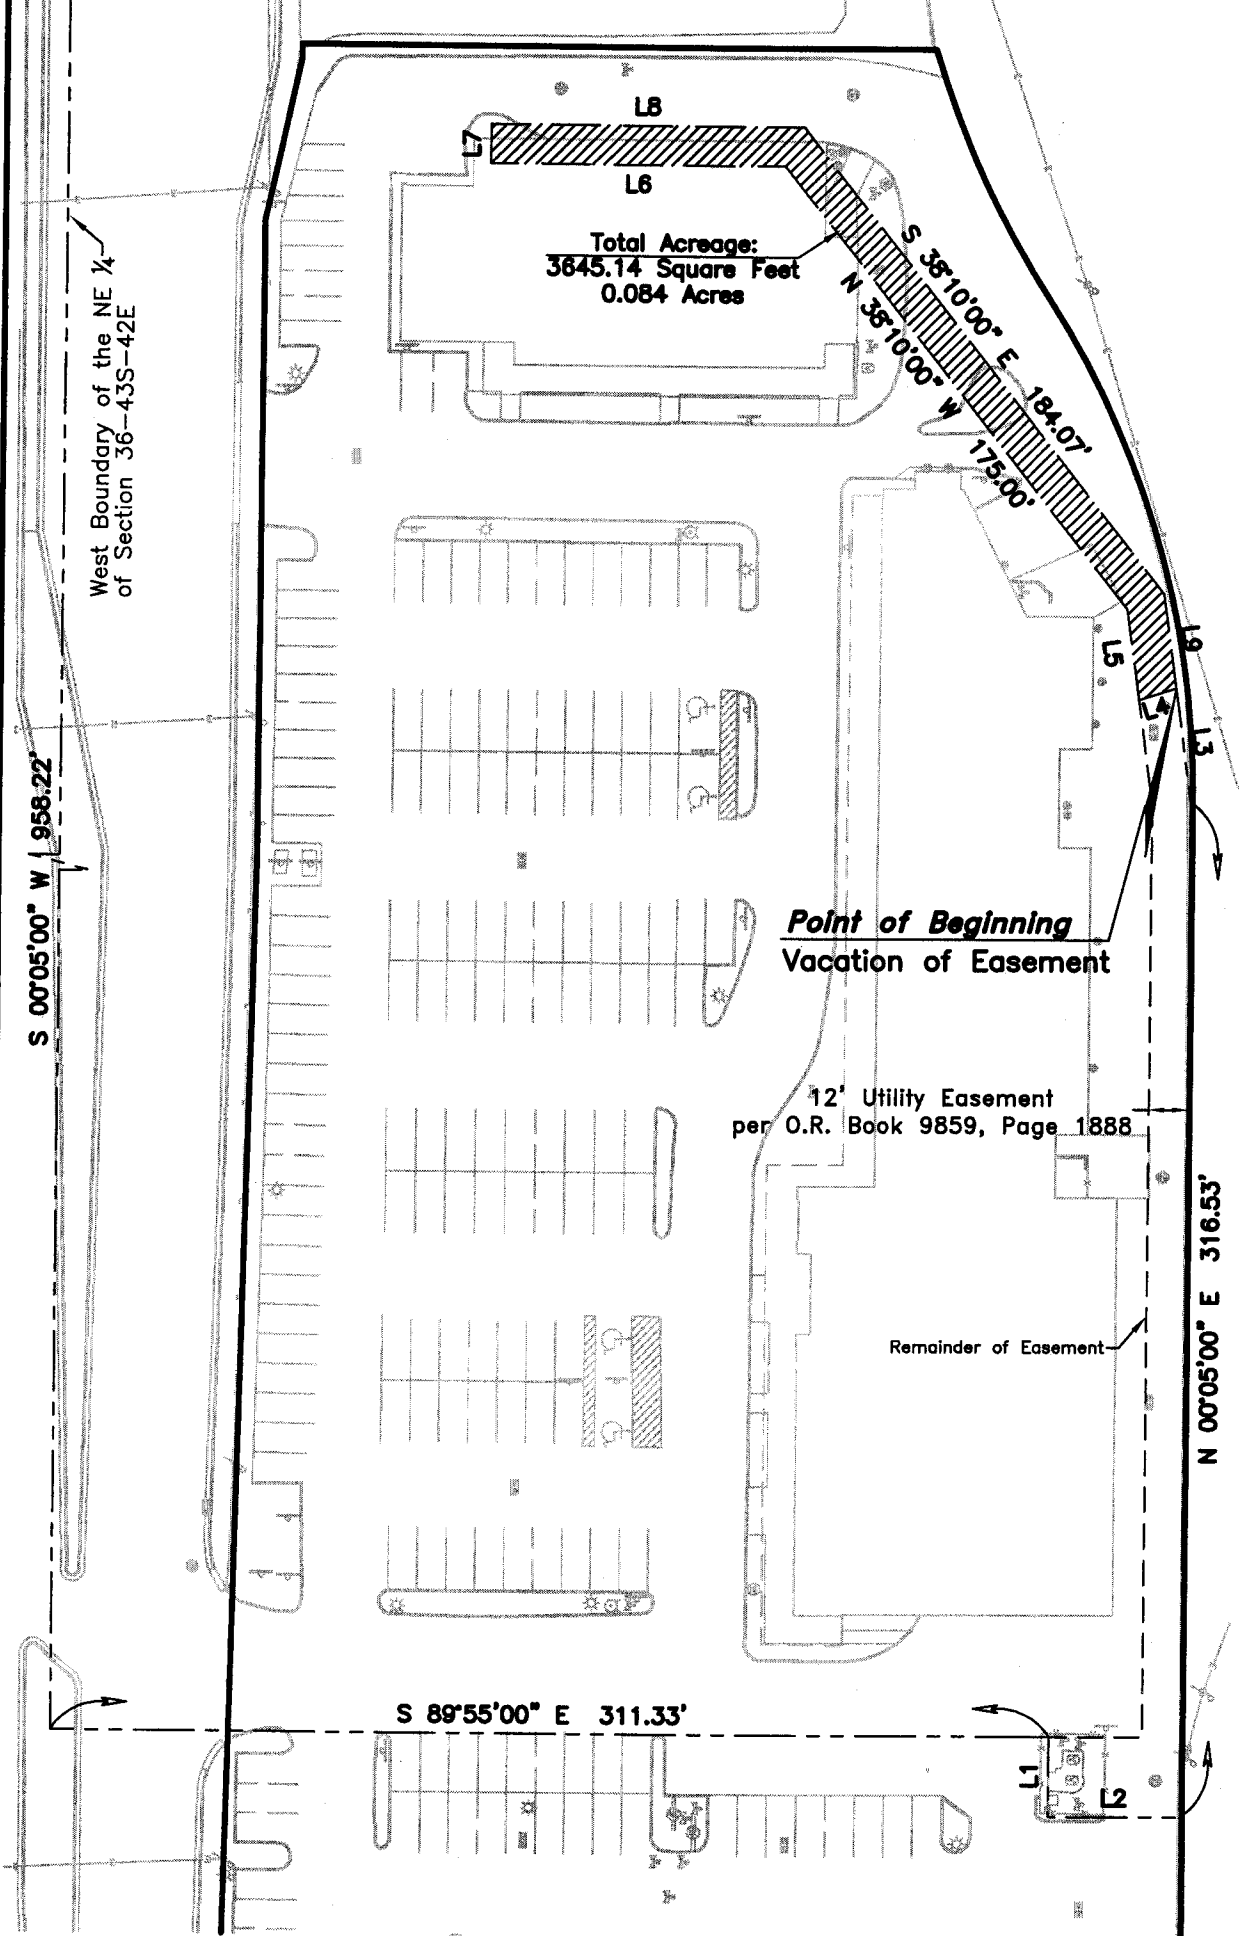 L8
L7
L6
Total Acreage:
3645.14 Square Feet
0.084 Acres
S 38°10'00" E 184.07'
N 38°10'00" W 175.00'
West Boundary of the NE ¼
of Section 36-43S-42E
L9
L5
L4
L3
S 00°05'00" W 958.22'
Point of Beginning
Vacation of Easement
12' Utility Easement
per O.R. Book 9859, Page 1888
N 00°05'00" E 316.53'
Remainder of Easement
S 89°55'00" E 311.33'
L1
L2